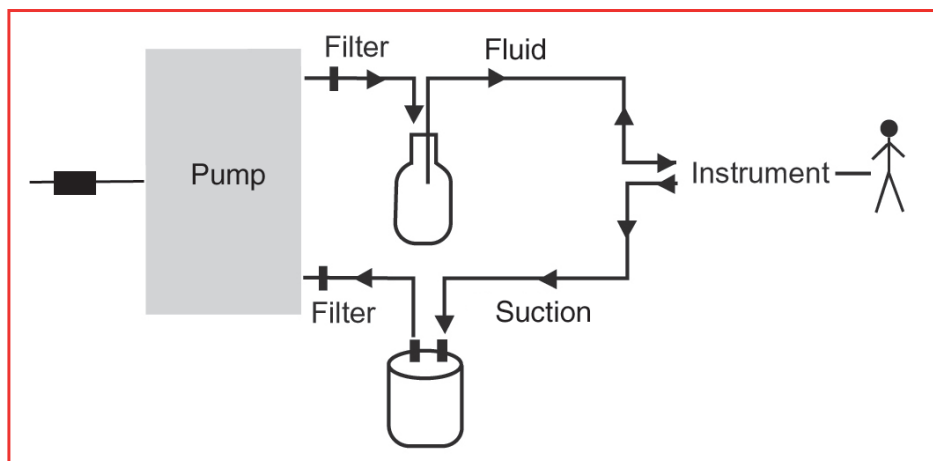 Filter
Fluid
Pump
Instrument
Filter
Suction